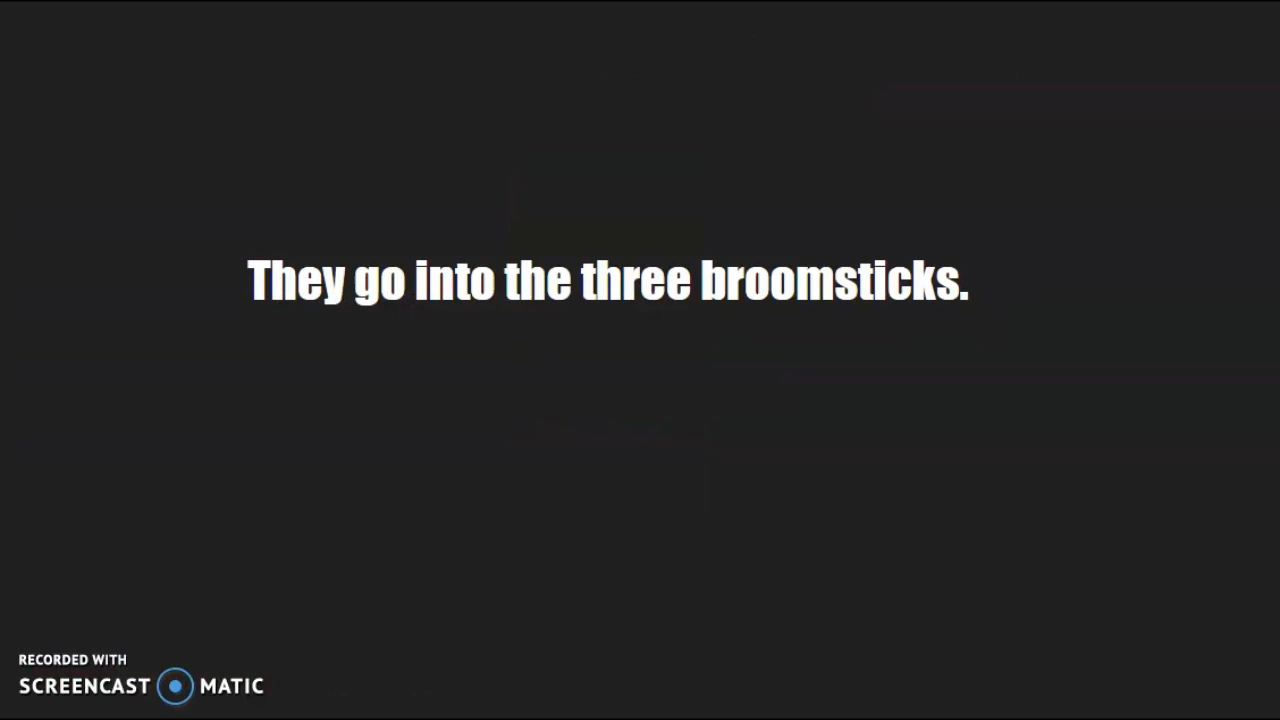 They go into the three broomsticks.
RECORDED WITH
SCREENCAST MATIC